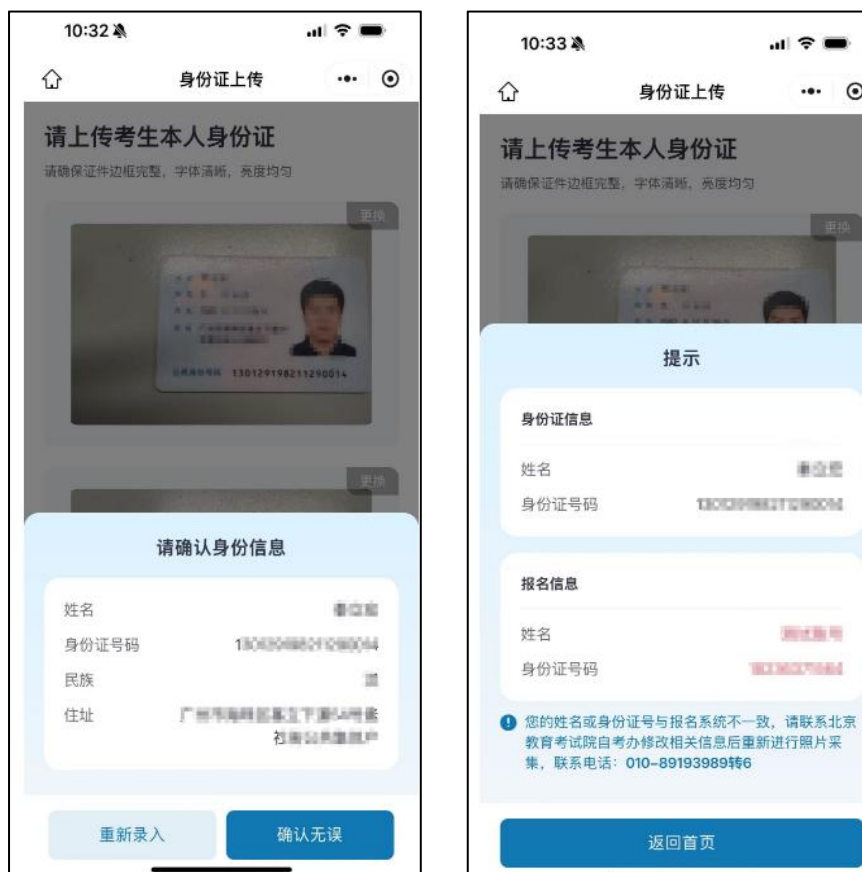 10:32
身份证上传
请上传考生本人身份证
请确保证件边框完整，字体清晰，亮度均匀
更换
公民身份号码 130129198211290014
更换
请确认身份信息
姓名
身份证号码
民族
住址
重新录入
确认无误
10:33
身份证上传
请上传考生本人身份证
请确保证件边框完整，字体清晰，亮度均匀
更换
提示
身份证信息
姓名
身份证号码
报名信息
姓名
身份证号码
您的姓名或身份证号与报名系统不一致，请联系北京
教育考试院自考办修改相关信息后重新进行照片采
集，联系电话：010-89193989转6
返回首页